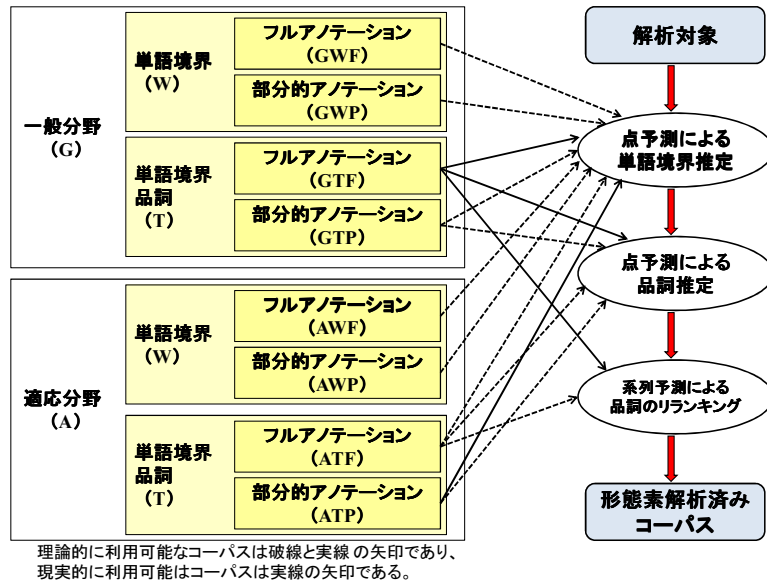 一般分野
(G)
単語境界
(W)
フルアノテーション
(GWF)
部分的アノテーション
(GWP)
単語境界
品詞
(T)
フルアノテーション
(GTF)
部分的アノテーション
(GTP)
適応分野
(A)
単語境界
(W)
フルアノテーション
(AWF)
部分的アノテーション
(AWP)
単語境界
品詞
(T)
フルアノテーション
(ATF)
部分的アノテーション
(ATP)
解析対象
点予測による
単語境界推定
点予測による
品詞推定
系列予測による
品詞のリランキング
形態素解析済み
コーパス
理論的に利用可能なコーパスは破線と実線の矢印であり、
現実的に利用可能はコーパスは実線の矢印である。